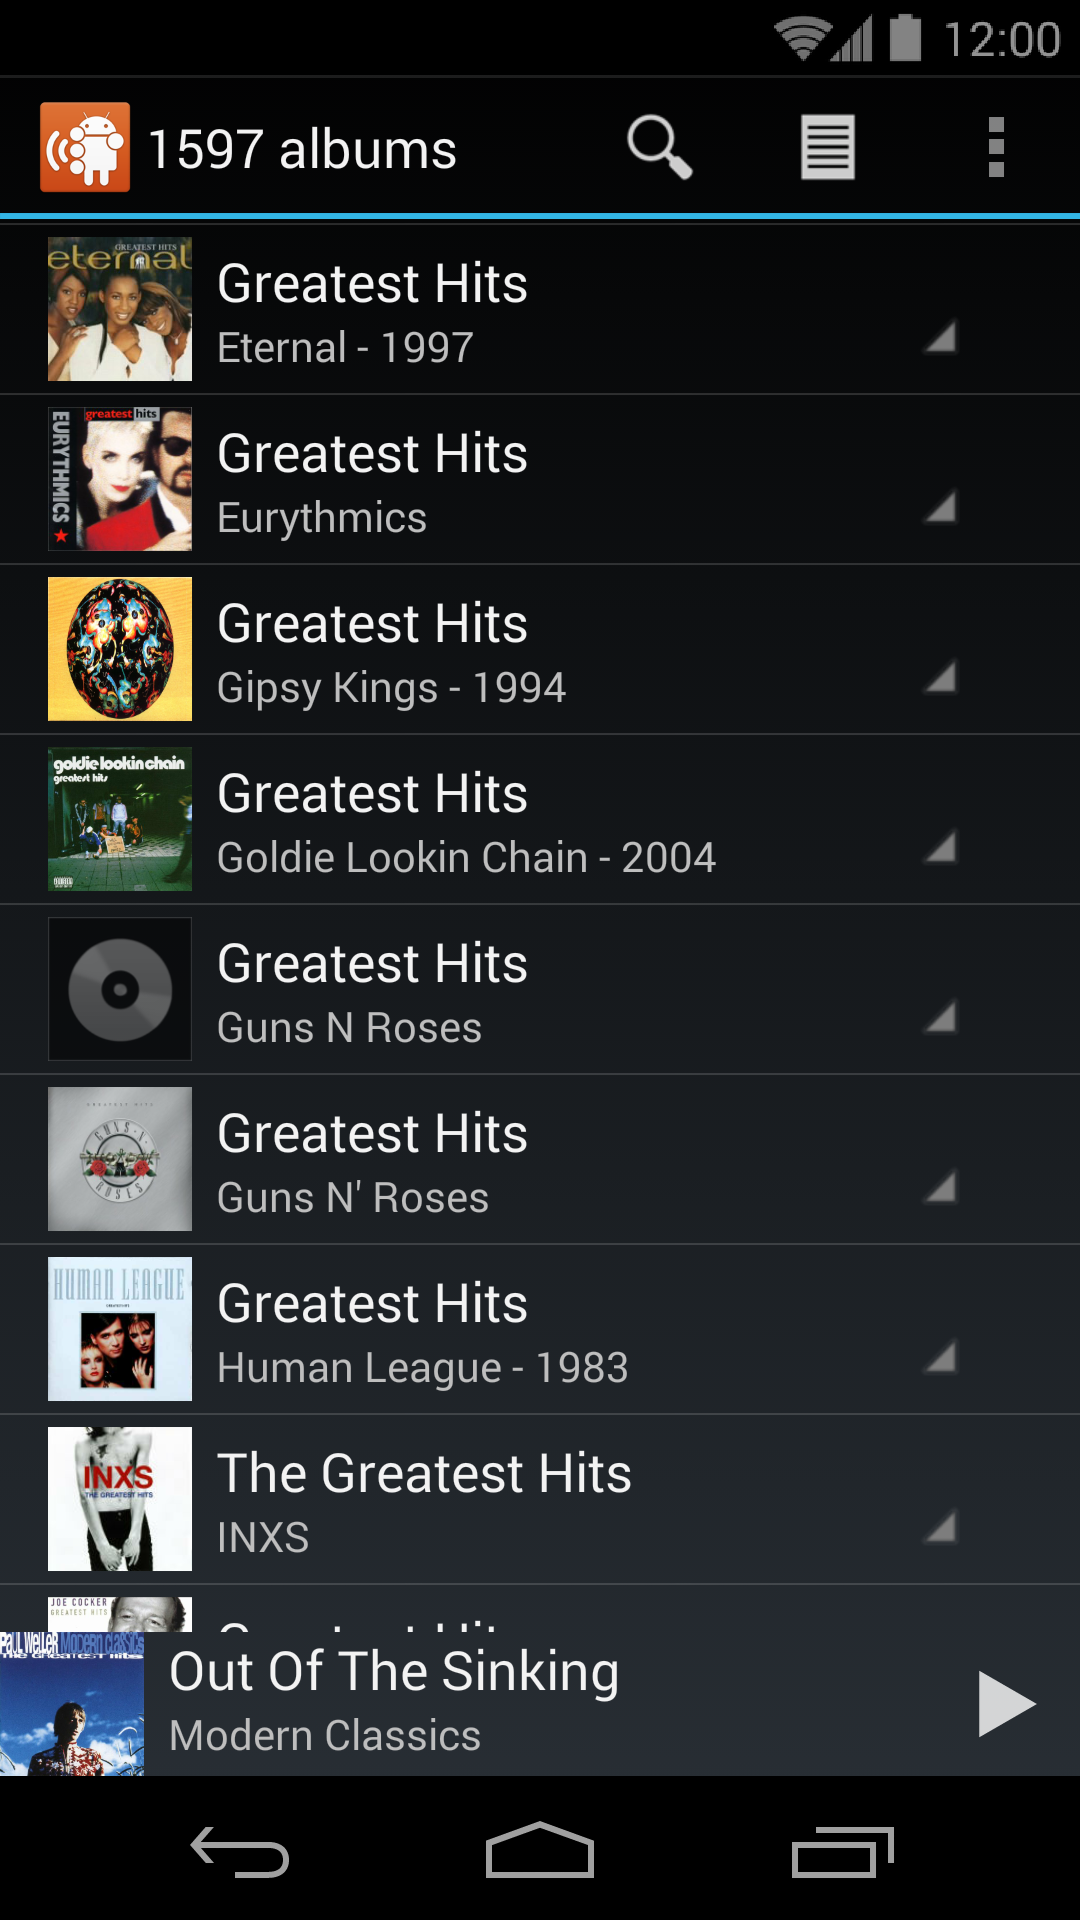 12:00
1597 albums
GREATEST HITS
eternal
Greatest Hits
Eternal - 1997
greatest hits
EURYTHMICS
Greatest Hits
Eurythmics
Greatest Hits
Gipsy Kings - 1994
goldie lookin chain
greatest hits
Greatest Hits
Goldie Lookin Chain - 2004
Greatest Hits
Guns N Roses
GREATEST HITS
GUNS N'
ROSES
Greatest Hits
Guns N' Roses
HUMAN LEAGUE
Greatest Hits
Human League - 1983
INXS
THE GREATEST HITS
The Greatest Hits
INXS
JOE COCKER
GREATEST HITS
Greatest Hits
PAUL WELLER Modern classics
The Greatest Hits
Out Of The Sinking
Modern Classics